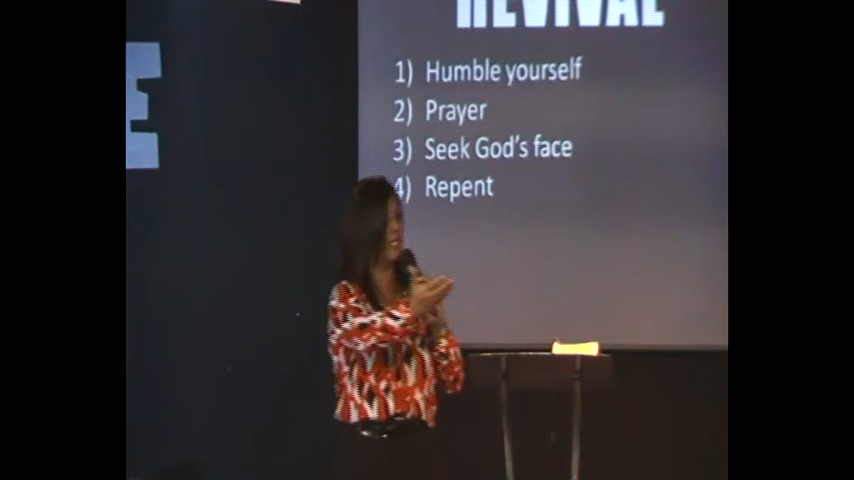 REVIVAL
1) Humble yourself
2) Prayer
3) Seek God's face
4) Repent
E